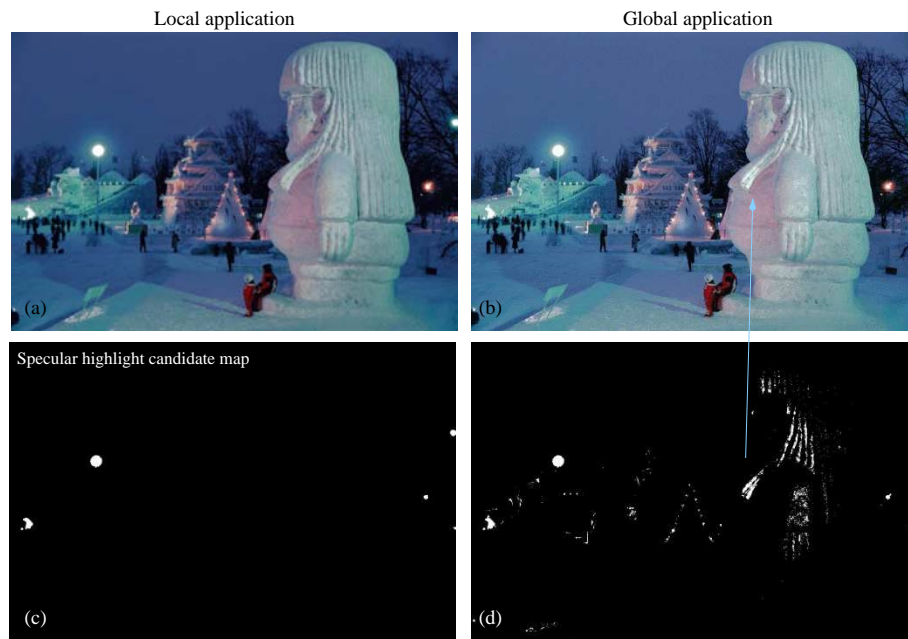 Local application
Global application
(a)
(b)
Specular highlight candidate map
(c)
(d)